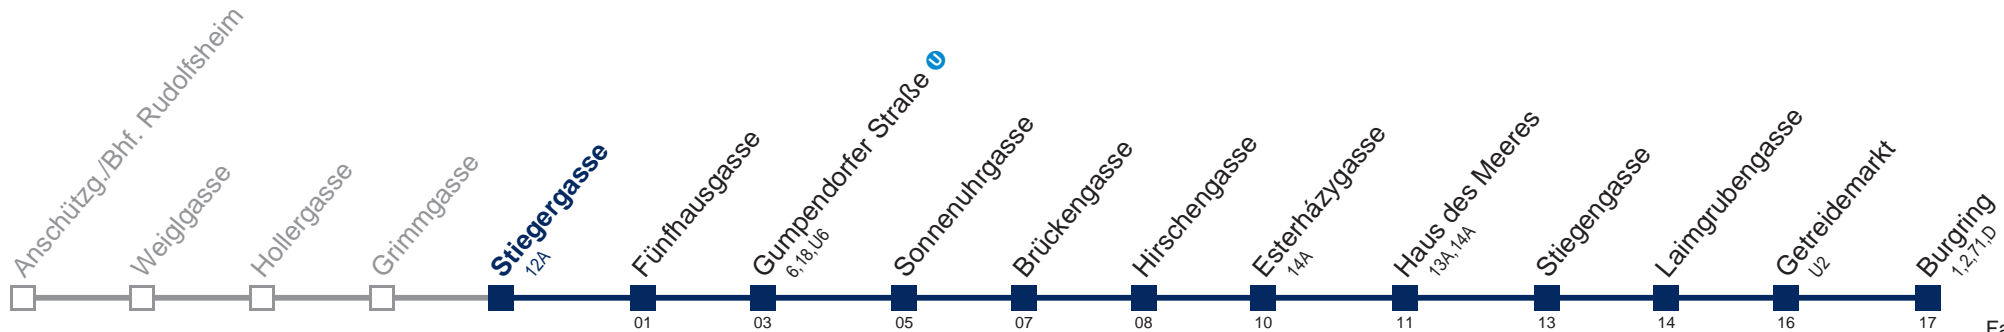 Anschützg./Bhf. Rudolfsheim
Weiglgasse
Hollergasse
Grimmgasse
Stiegergasse
12A
Fünfhausgasse
01
Gumpendorfer Straße U
6,18,U6
03
Sonnenuhrgasse
05
Brückengasse
07
Hirschengasse
08
Esterházygasse
14A
10
Haus des Meeres
13A,14A
11
Stiegengasse
13
Laimgrubengasse
14
Getreidemarkt
U2
16
Burgring
1,2,71,D
17